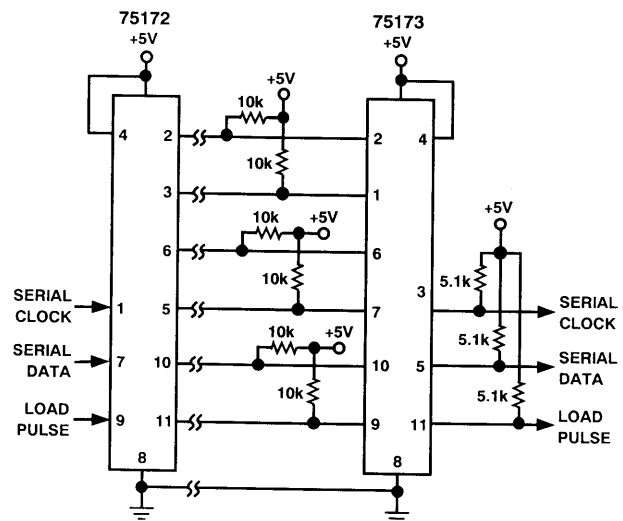 75172
75173
+5V
+5V
+5V
10k
4
2
2
4
10k
3
1
10k
+5V
+5V
6
6
10k
5.1k
3
SERIAL
CLOCK
1
5
7
SERIAL
CLOCK
10k
+5V
5.1k
SERIAL
DATA
7
10
10
5
SERIAL
DATA
10k
5.1k
LOAD
PULSE
9
11
9
11
LOAD
PULSE
8
8